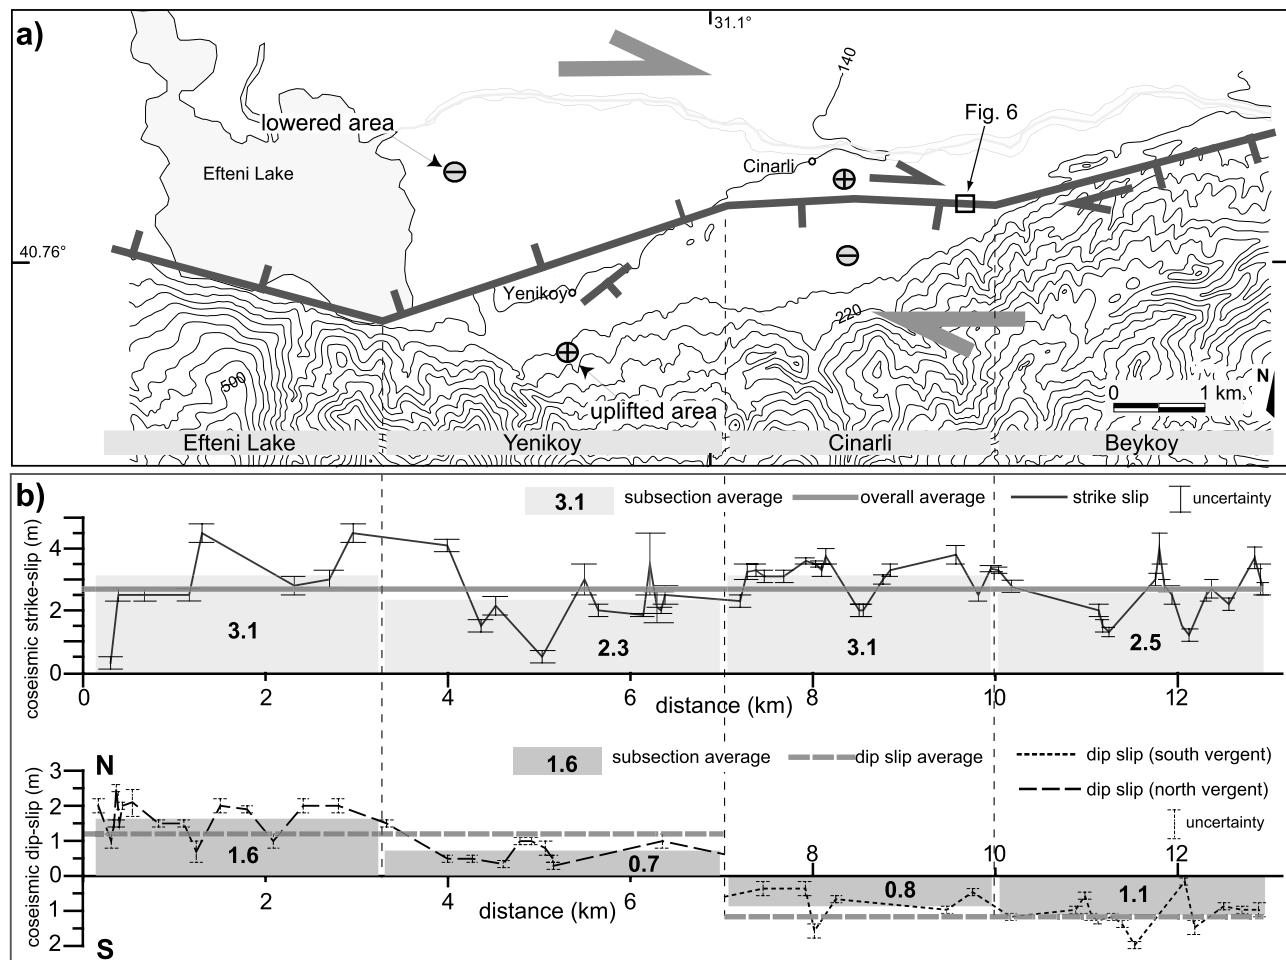 a)
31.1°
140
Fig. 6
lowered area
Cinarli
Efteni Lake
40.76°
Yenikoy
220
500
uplifted area
0 1 km
N
Efteni Lake Yenikoy Cinarli Beykoy
b)
3.1 subsection average overall average strike slip uncertainty
coseismic strike-slip (m)
4
2
0
3.1 2.3 3.1 2.5
0 2 4 6 8 10 12
distance (km)
1.6 subsection average dip slip average dip slip (south vergent)
dip slip (north vergent)
uncertainty
N
coseismic dip-slip (m)
3
2
1
0
1
2
1.6 0.7 0.8 1.1
8 10 12
2 4 6
distance (km)
S